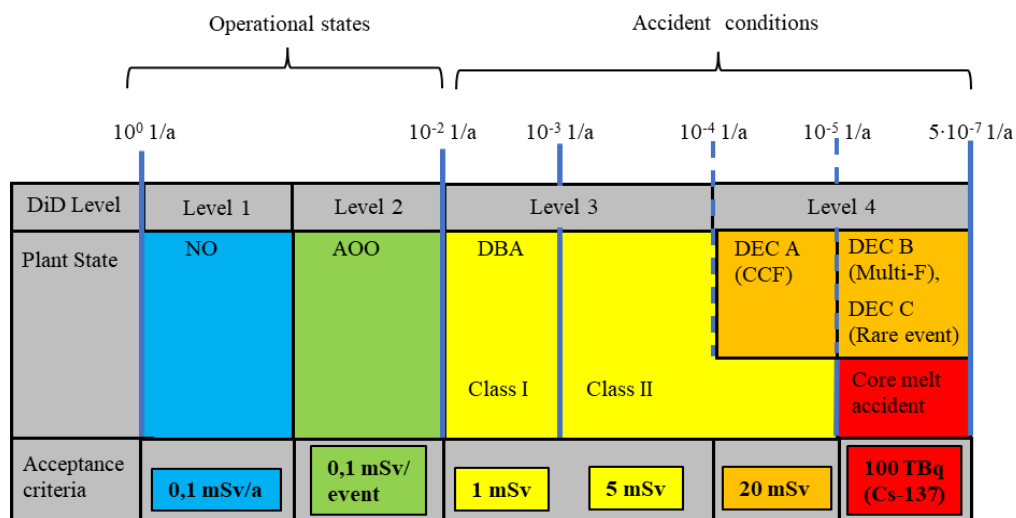 Operational states
Accident conditions
10⁰ 1/a
10⁻² 1/a
10⁻³ 1/a
10⁻⁴ 1/a
10⁻⁵ 1/a
5·10⁻⁷ 1/a
DiD Level
Level 1
Level 2
Level 3
Level 4
Plant State
NO
AOO
DBA
Class I
Class II
DEC A
(CCF)
DEC B
(Multi-F),
DEC C
(Rare event)
Core melt
accident
Acceptance
criteria
0,1 mSv/a
0,1 mSv/
event
1 mSv
5 mSv
20 mSv
100 TBq
(Cs-137)